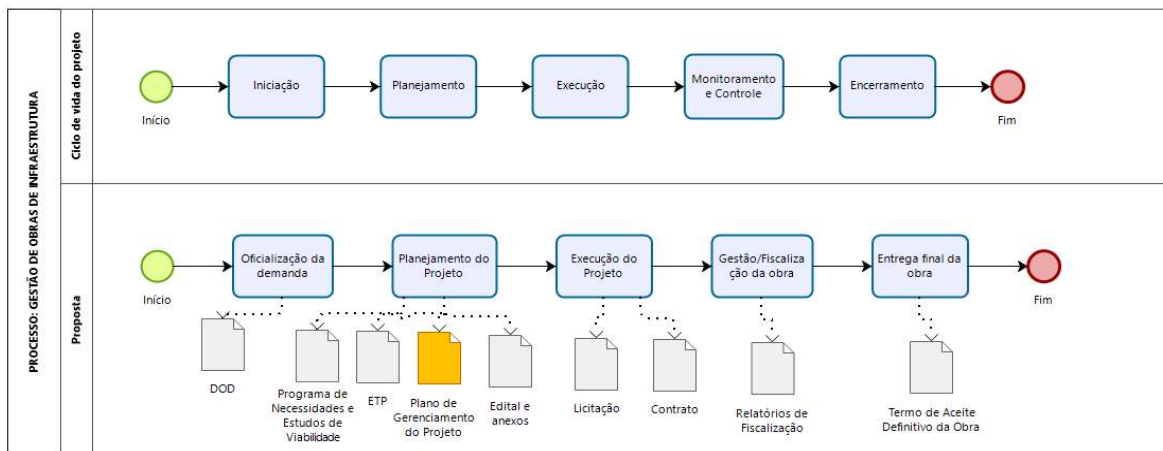 PROCESSO: GESTÃO DE OBRAS DE INFRAESTRUTURA
Ciclo de vida do projeto
Início
Iniciação
Planejamento
Execução
Monitoramento
e Controle
Encerramento
Fim
Proposta
Início
Oficialização da
demanda
Planejamento do
Projeto
Execução do
Projeto
Gestão/Fiscaliza
ção da obra
Entrega final da
obra
Fim
DOD
Programa de
Necessidades e
Estudos de
Viabilidade
ETP
Plano de
Gerenciamento
do Projeto
Edital e
anexos
Licitação
Contrato
Relatórios de
Fiscalização
Termo de Aceite
Definitivo da Obra